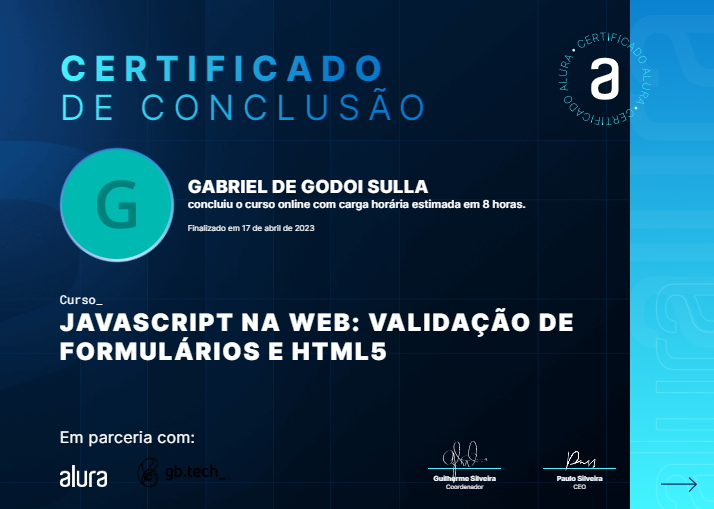 CERTIFICADO
DE CONCLUSÃO
• CERTIFICADO ALURA • CERTIFICADO ALURA
a
G
GABRIEL DE GODOI SULLA
concluiu o curso online com carga horária estimada em 8 horas.
Finalizado em 17 de abril de 2023
Curso_
JAVASCRIPT NA WEB: VALIDAÇÃO DE
FORMULÁRIOS E HTML5
Em parceria com:
alura
gb.tech_
Guilherme Silveira
Coordenador
Paulo Silveira
CEO
alura